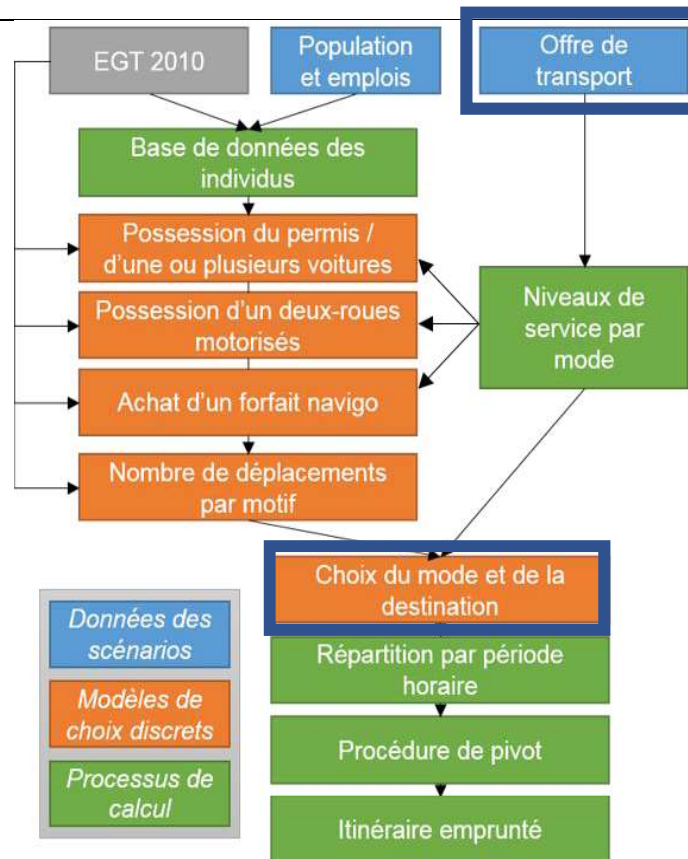 EGT 2010
Population
et emplois
Offre de
transport
Base de données des
individus
Possession du permis /
d'une ou plusieurs voitures
Niveaux de
service par
mode
Possession d'un deux-roues
motorisés
Achat d'un forfait navigo
Nombre de déplacements
par motif
Choix du mode et de la
destination
Données des
scénarios
Modèles de
choix discrets
Processus de
calcul
Répartition par période
horaire
Procédure de pivot
Itinéraire emprunté